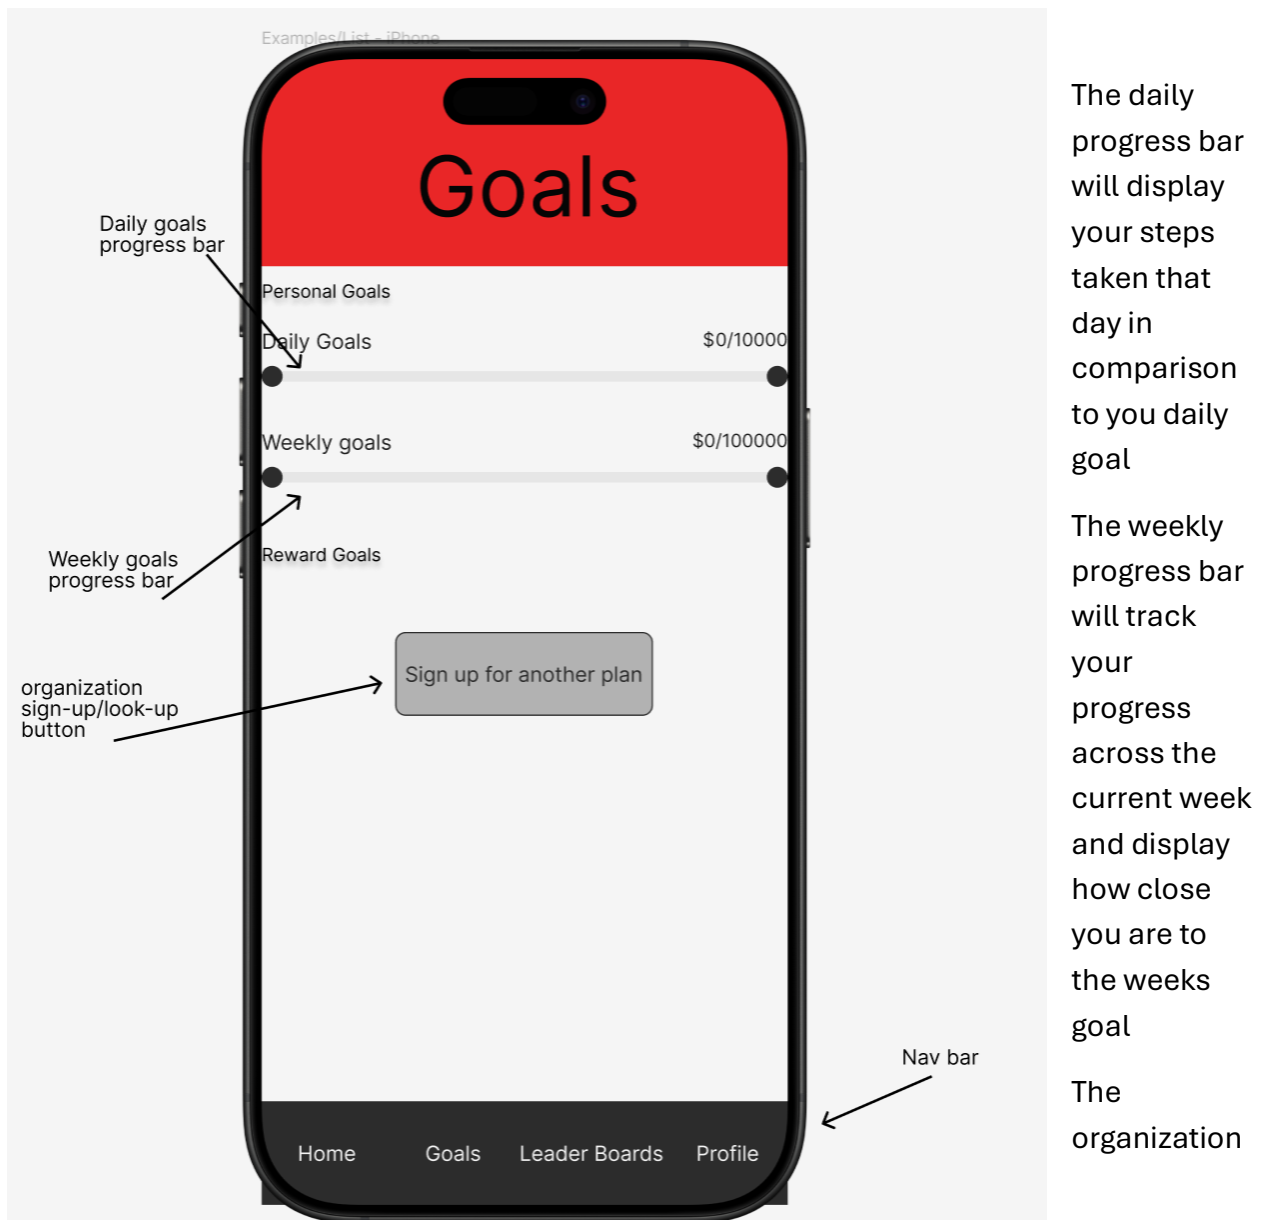 Examples/List - iPhone
Goals
Daily goals
progress bar
Personal Goals
Daily Goals
$0/10000
Weekly goals
$0/100000
Weekly goals
progress bar
Reward Goals
Sign up for another plan
organization
sign-up/look-up
button
Nav bar
Home
Goals
Leader Boards
Profile
The daily
progress bar
will display
your steps
taken that
day in
comparison
to you daily
goal
The weekly
progress bar
will track
your
progress
across the
current week
and display
how close
you are to
the weeks
goal
The
organization